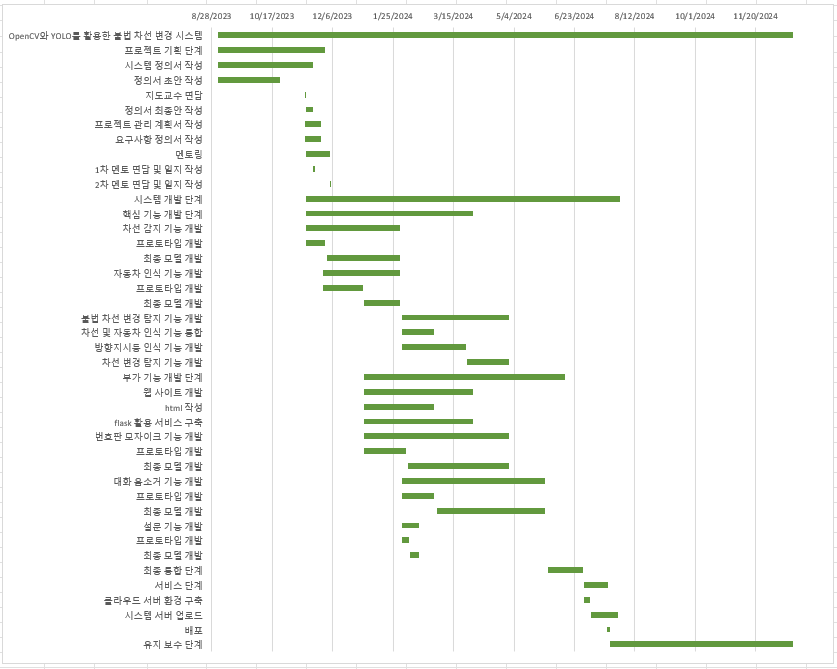 8/28/2023 10/17/2023 12/6/2023 1/25/2024 3/15/2024 5/4/2024 6/23/2024 8/12/2024 10/1/2024 11/20/2024
OpenCV와 YOLO를 활용한 불법 차선 변경 시스템
프로젝트 기획 단계
시스템 정의서 작성
정의서 초안 작성
지도교수 면담
정의서 최종안 작성
프로젝트 관리 계획서 작성
요구사항 정의서 작성
멘토링
1차 멘토 면담 및 일지 작성
2차 멘토 면담 및 일지 작성
시스템 개발 단계
핵심 기능 개발 단계
차선 감지 기능 개발
프로토타입 개발
최종 모델 개발
자동차 인식 기능 개발
프로토타입 개발
최종 모델 개발
불법 차선 변경 탐지 기능 개발
차선 및 자동차 인식 기능 통합
방향지시등 인식 기능 개발
차선 변경 탐지 기능 개발
부가 기능 개발 단계
웹 사이트 개발
html 작성
flask 활용 서비스 구축
번호판 모자이크 기능 개발
프로토타입 개발
최종 모델 개발
대화 음소거 기능 개발
프로토타입 개발
최종 모델 개발
설문 기능 개발
프로토타입 개발
최종 모델 개발
최종 통합 단계
서비스 단계
클라우드 서버 환경 구축
시스템 서버 업로드
배포
유지 보수 단계